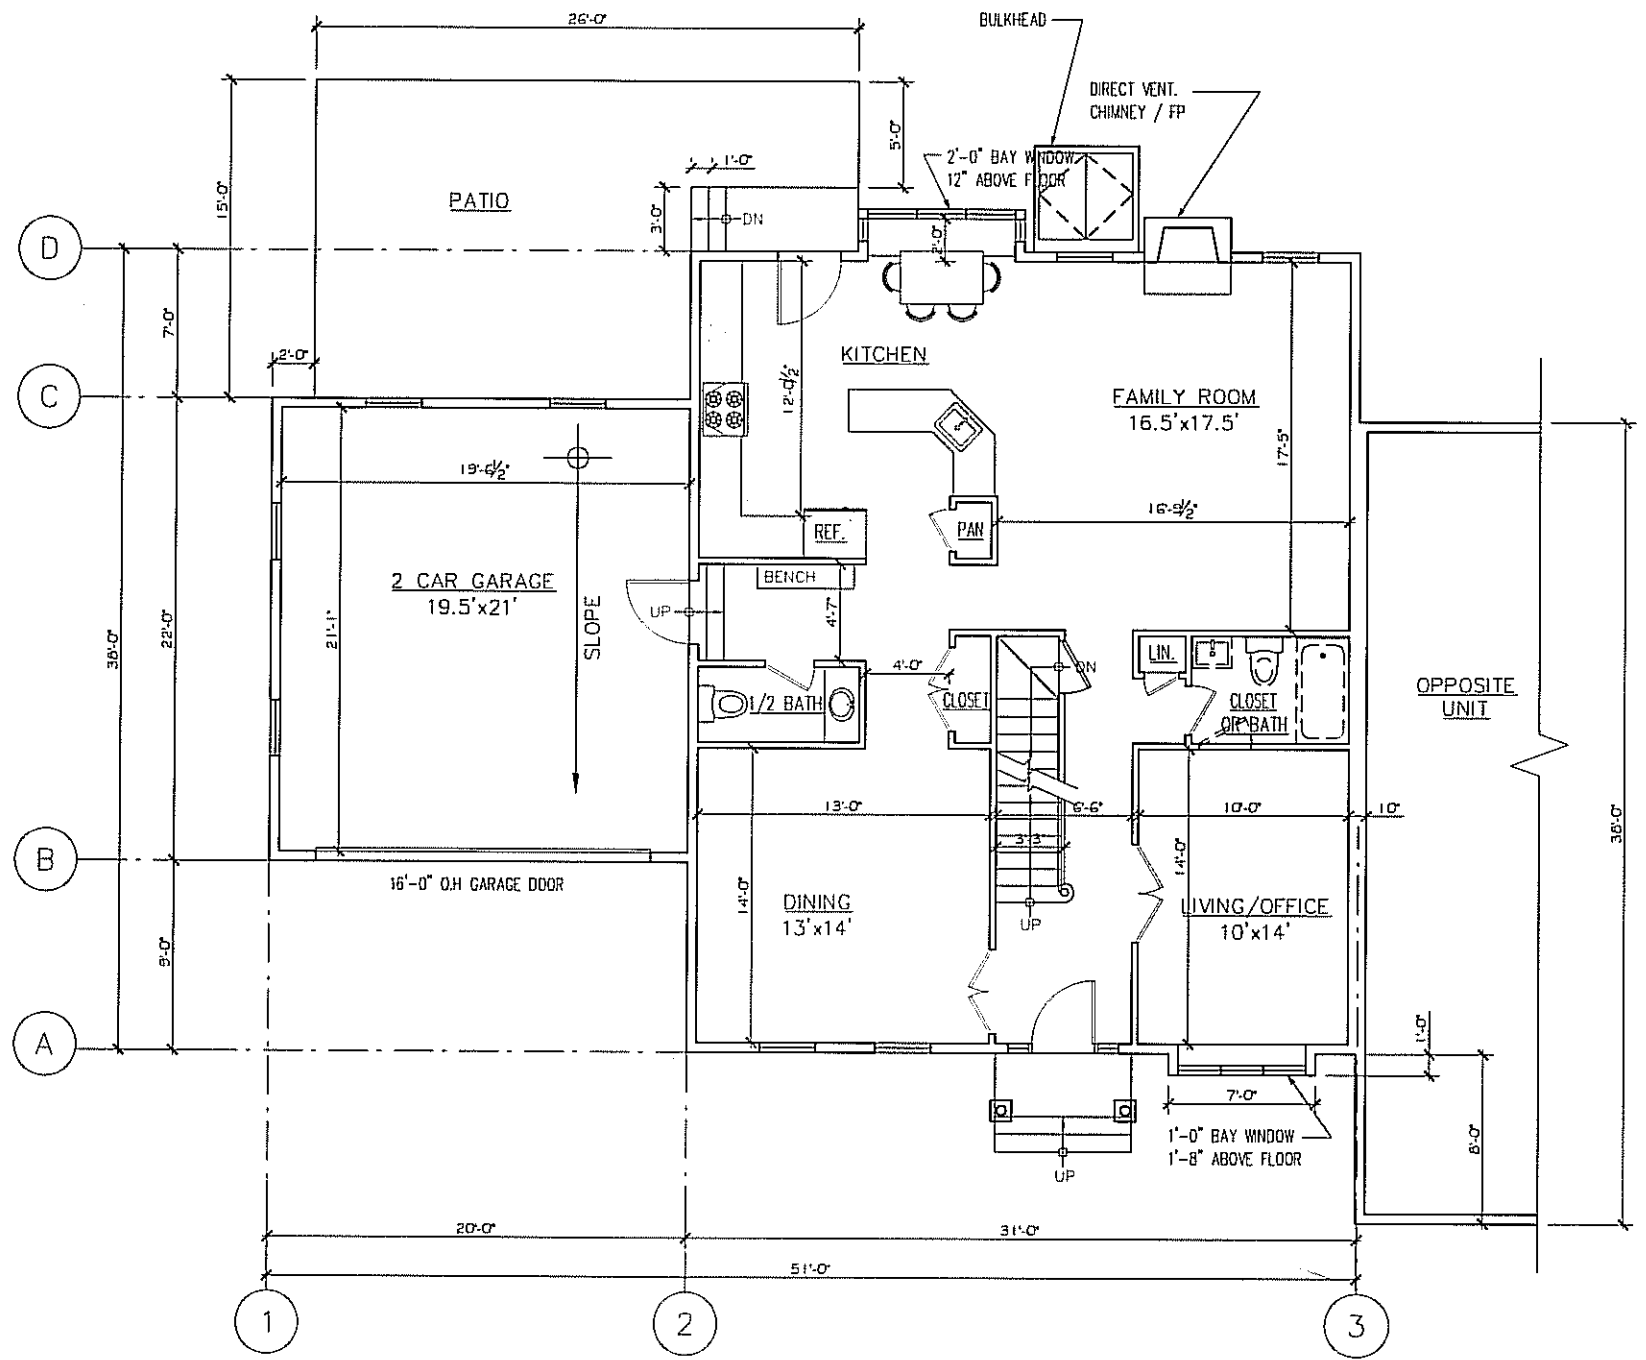 26'-0"
BULKHEAD
DIRECT VENT.
CHIMNEY / FP
5'-0"
1'-0"
2'-0" BAY WINDOW
12" ABOVE FLOOR
15'-0"
PATIO
3'-0"
DN
D
2'-0"
7'-0"
2'-0"
KITCHEN
C
12'-0 1/2"
FAMILY ROOM
16.5'x17.5'
17'-5"
19'-6 1/2"
16'-9 1/2"
REF.
PAN
2 CAR GARAGE
19.5'x21'
BENCH
UP
SLOPE
4'-7"
21'-1"
22'-0"
38'-0"
4'-0"
DN
LIN.
1/2 BATH
CLOSET
CLOSET
OR BATH
OPPOSITE
UNIT
13'-0"
6'-6"
10'-0"
10"
3'-3"
38'-0"
B
16'-0" O.H GARAGE DOOR
14'-0"
14'-0"
DINING
13'x14'
UP
LIVING/OFFICE
10'x14'
9'-0"
A
1'-0"
7'-0"
1'-0" BAY WINDOW
1'-8" ABOVE FLOOR
8'-0"
UP
20'-0"
31'-0"
51'-0"
1
2
3